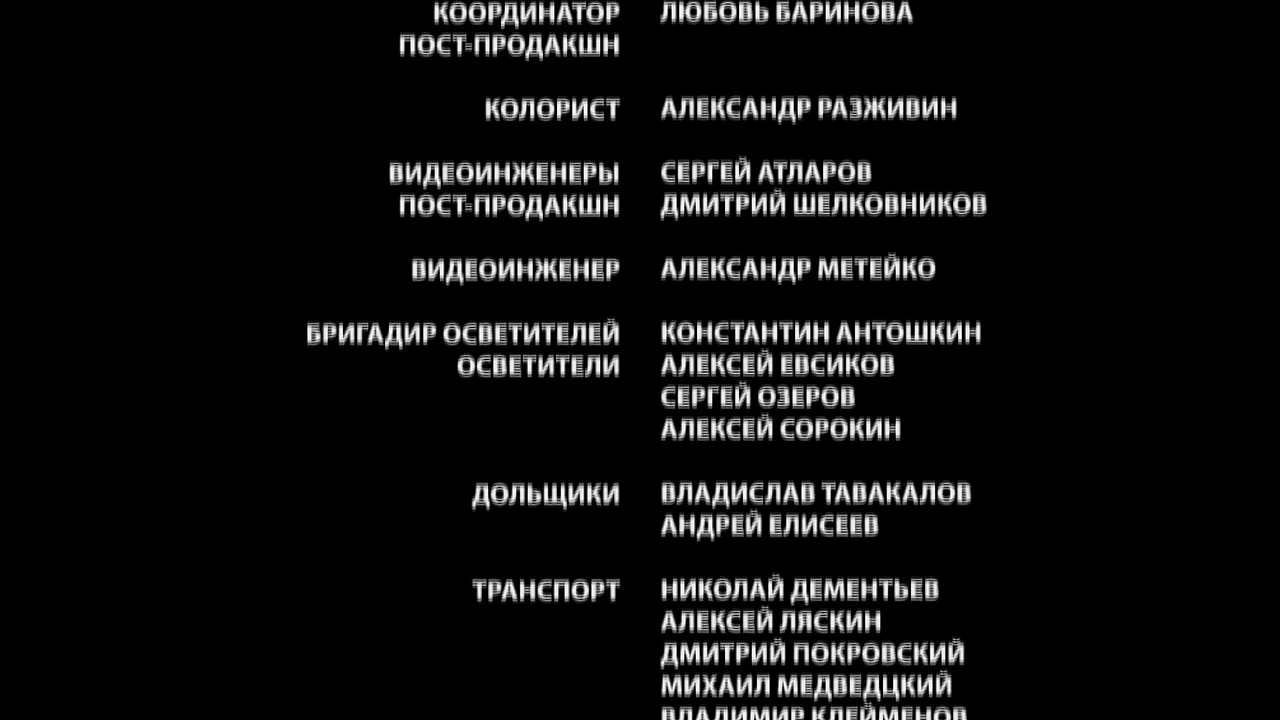 КООРДИНАТОР ЛЮБОВЬ БАРИНОВА
ПОСТ-ПРОДАКШН
КОЛОРИСТ АЛЕКСАНДР РАЗЖИВИН
ВИДЕОИНЖЕНЕРЫ СЕРГЕЙ АТЛАРОВ
ПОСТ-ПРОДАКШН ДМИТРИЙ ШЕЛКОВНИКОВ
ВИДЕОИНЖЕНЕР АЛЕКСАНДР МЕТЕЙКО
БРИГАДИР ОСВЕТИТЕЛЕЙ КОНСТАНТИН АНТОШКИН
ОСВЕТИТЕЛИ АЛЕКСЕЙ ЕВСИКОВ
СЕРГЕЙ ОЗЕРОВ
АЛЕКСЕЙ СОРОКИН
ДОЛЬЩИКИ ВЛАДИСЛАВ ТАВАКАЛОВ
АНДРЕЙ ЕЛИСЕЕВ
ТРАНСПОРТ НИКОЛАЙ ДЕМЕНТЬЕВ
АЛЕКСЕЙ ЛЯСКИН
ДМИТРИЙ ПОКРОВСКИЙ
МИХАИЛ МЕДВЕДЦКИЙ
ВЛАДИМИР КЛЕЙМЕНОВ